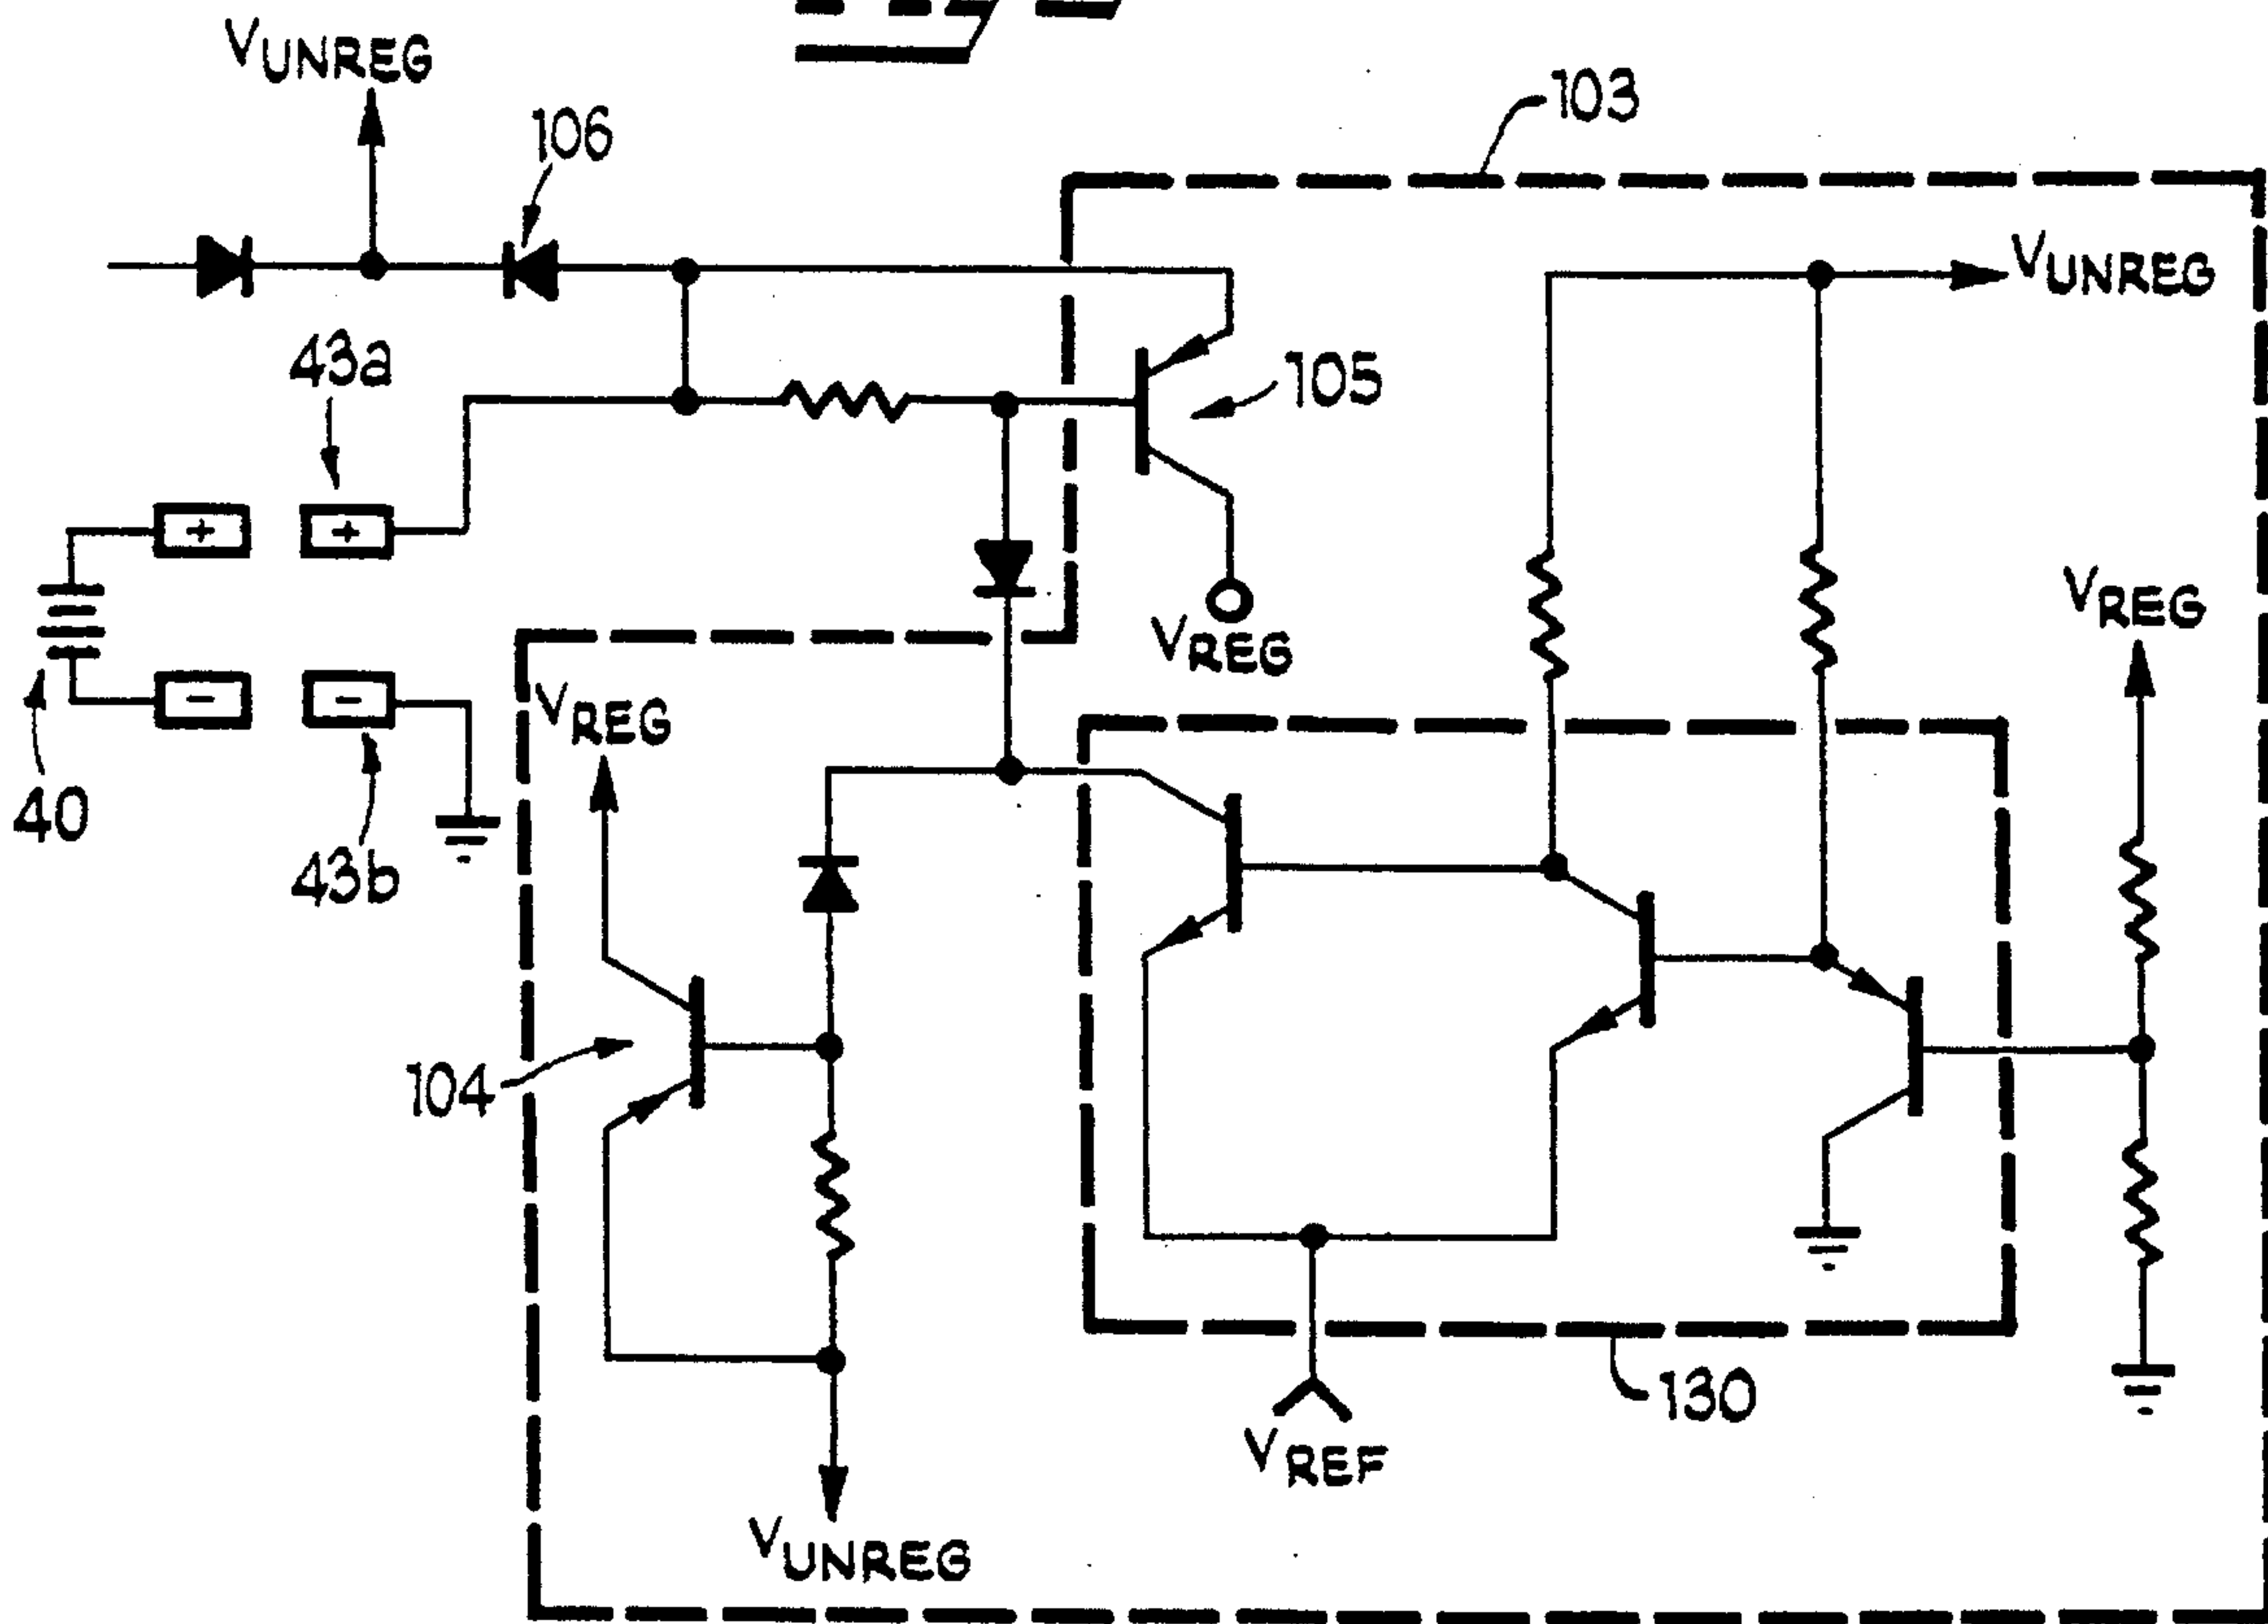 VUNREG
106
103
VUNREG
43a
105
+
+
VREG
VREG
-
-
VREG
40
43b
104
130
VREF
VUNREG